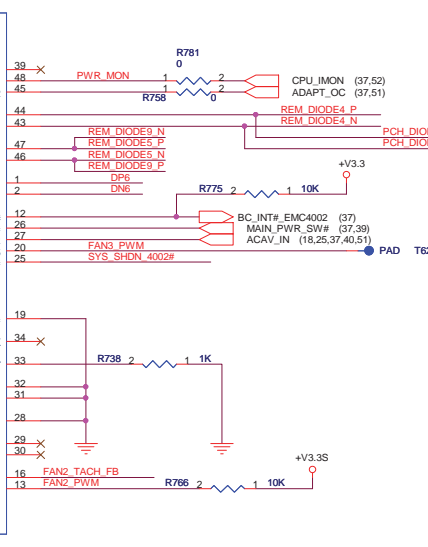 R781
0
39
48 PWR_MON 1 2 CPU_IMON (37,52)
45 1 2 ADAPT_OC (37,51)
R758 0
44 REM_DIODE4_P
43 REM_DIODE4_N
PCH_DIO
REM_DIODE9_N
PCH_DIO
47 REM_DIODE5_P
46 REM_DIODE5_N
REM_DIODE9_P
+V3.3
1 DP6
2 DN6
R775 2 1 10K
12 BC_INT#_EMC4002 (37)
26 MAIN_PWR_SW# (37,39)
27 ACAV_IN (18,25,37,40,51)
20 FAN3_PWM PAD T62
25 SYS_SHDN_4002#
19
34
33 R738 2 1 1K
32
31
28
29
30
+V3.3S
16 FAN2_TACH_FB
13 FAN2_PWM R766 2 1 10K